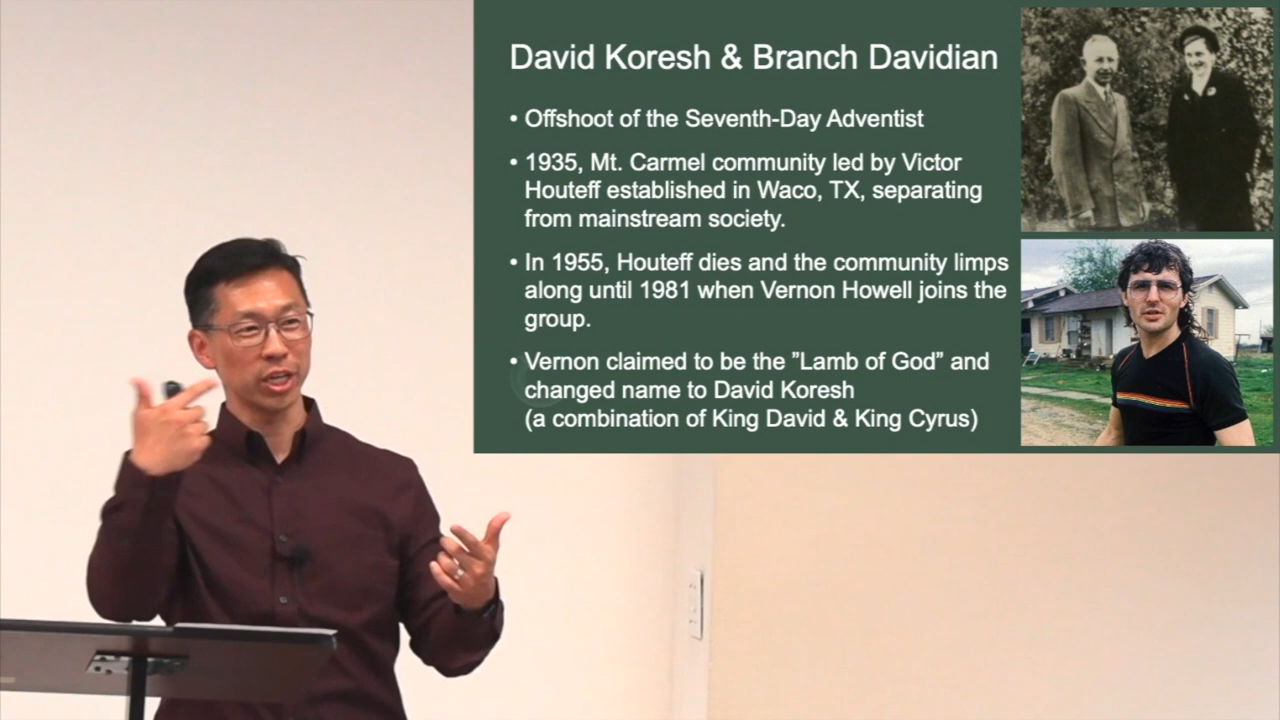 David Koresh & Branch Davidian
• Offshoot of the Seventh-Day Adventist
• 1935, Mt. Carmel community led by Victor
Houteff established in Waco, TX, separating
from mainstream society.
• In 1955, Houteff dies and the community limps
along until 1981 when Vernon Howell joins the
group.
• Vernon claimed to be the ”Lamb of God” and
changed name to David Koresh
(a combination of King David & King Cyrus)